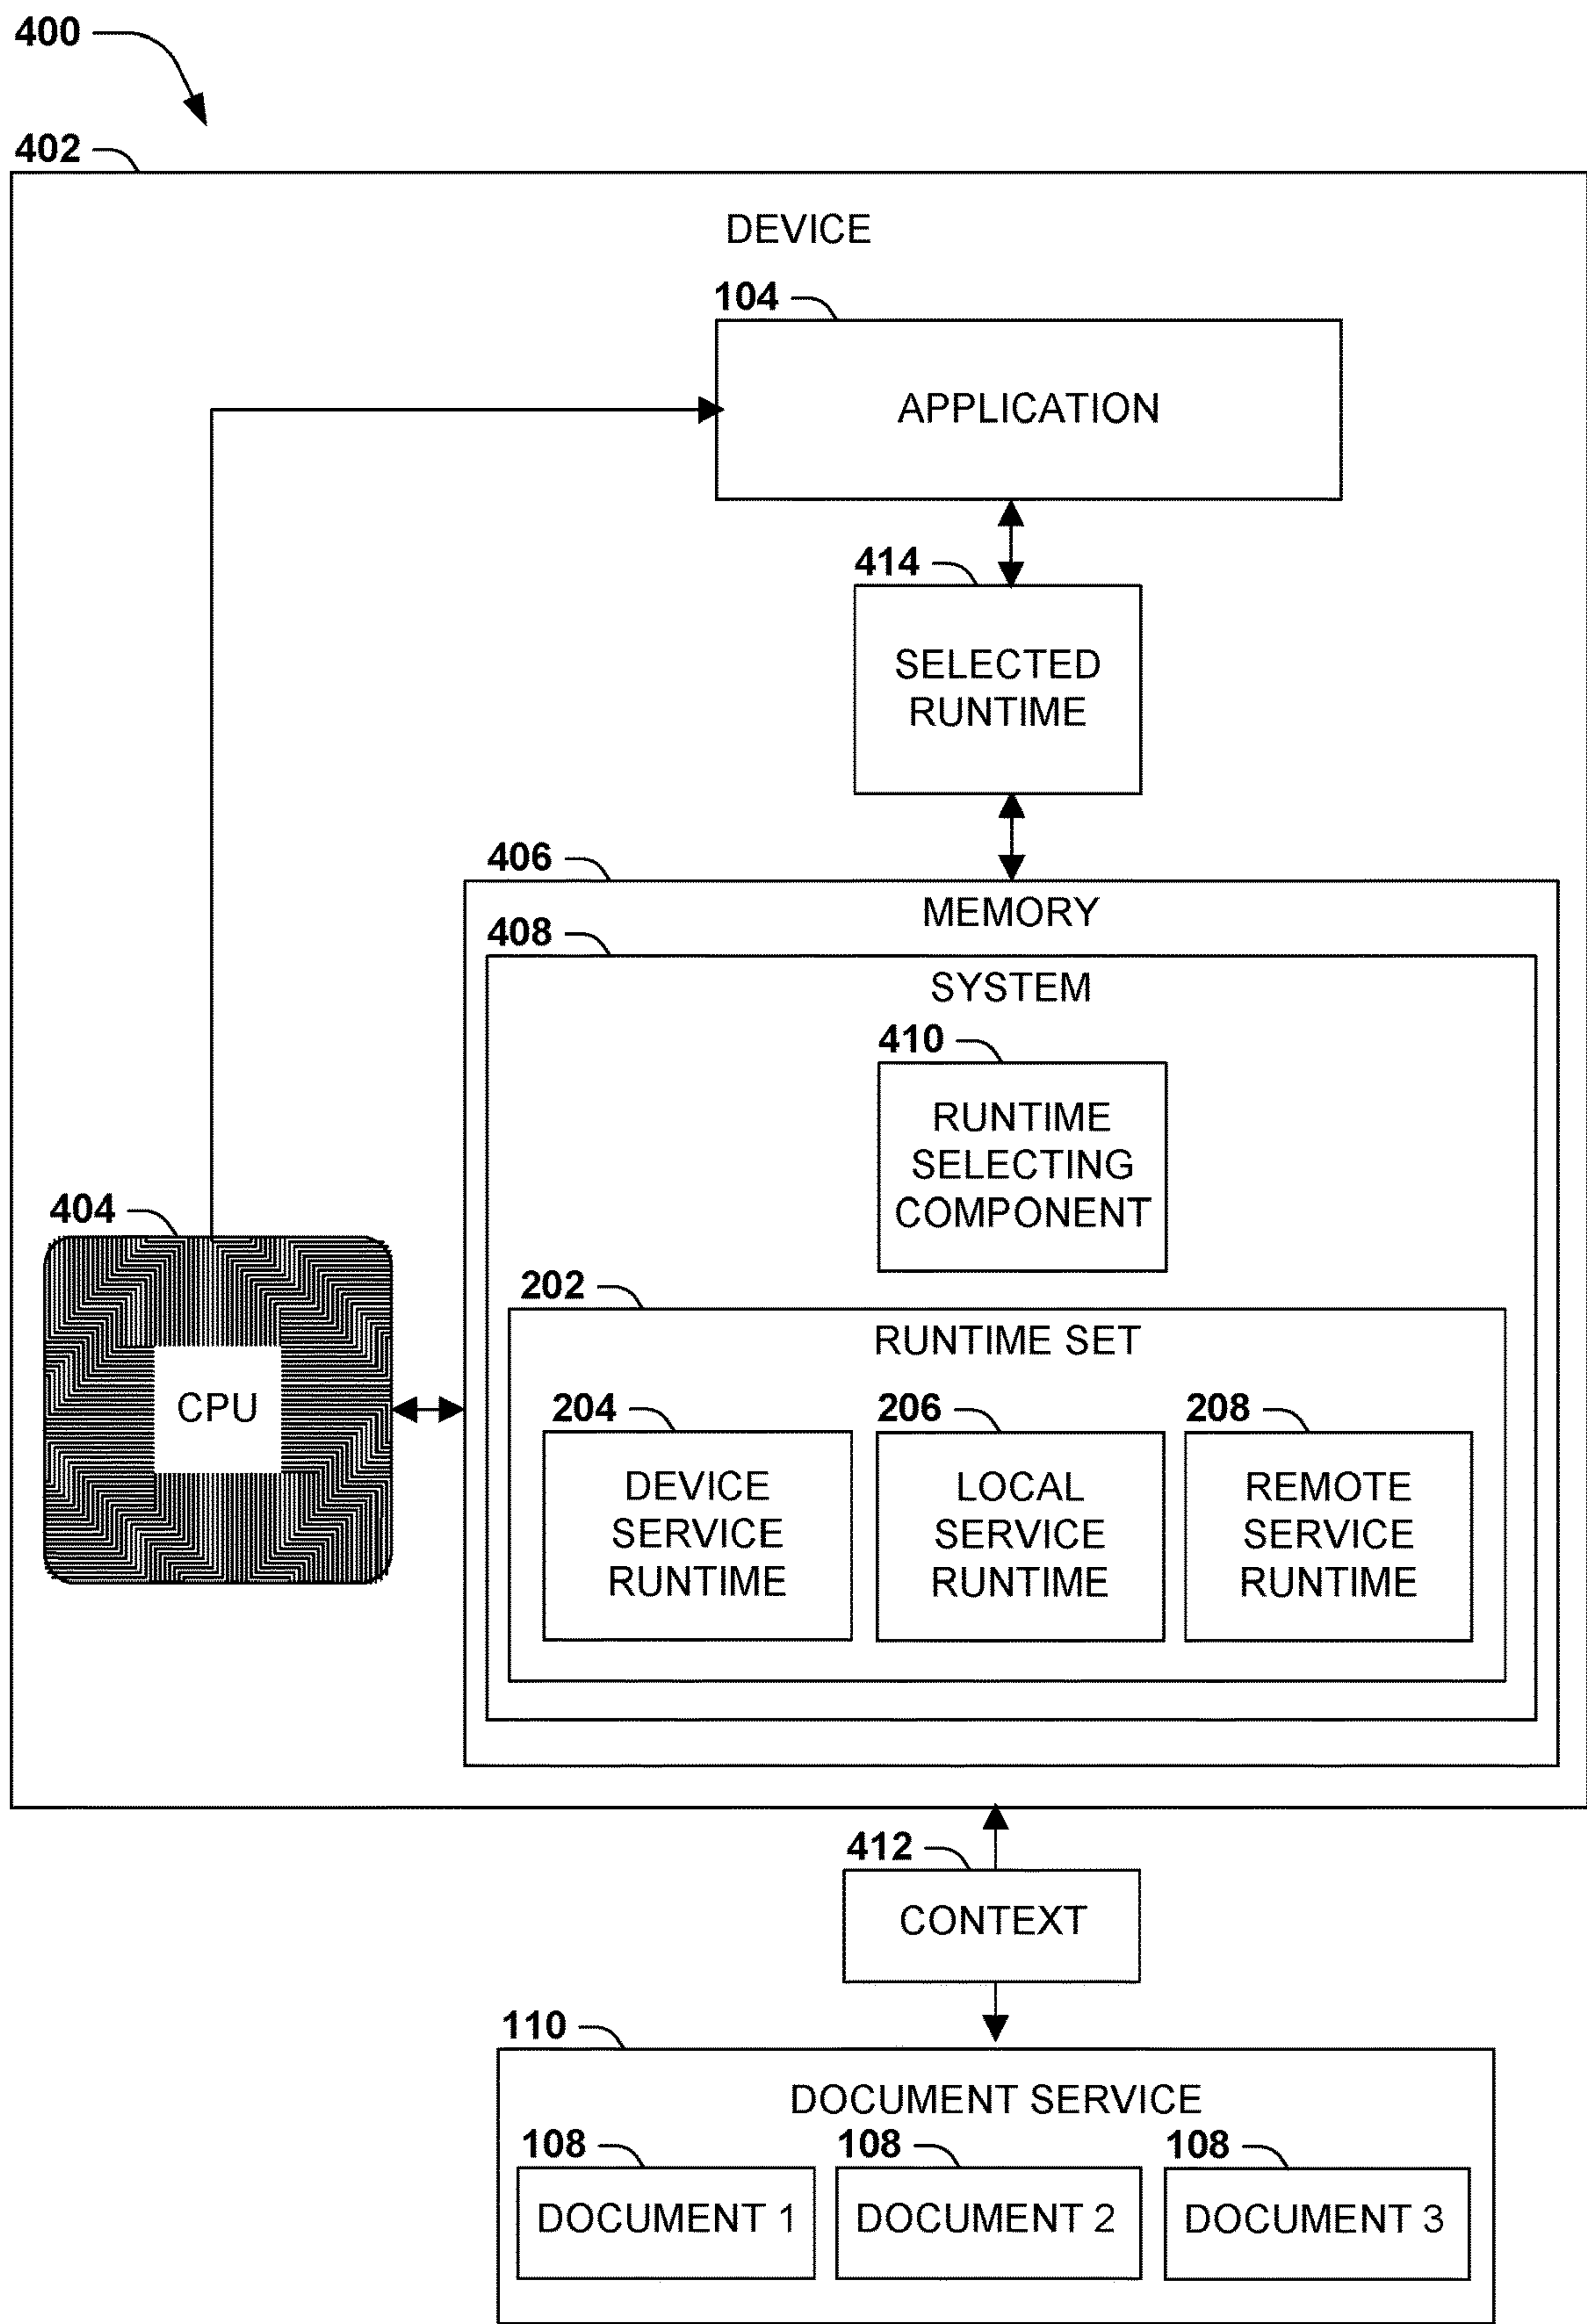 400
402
DEVICE
104
APPLICATION
414
SELECTED
RUNTIME
406
MEMORY
408
SYSTEM
410
RUNTIME
SELECTING
COMPONENT
404
CPU
202
RUNTIME SET
204
DEVICE
SERVICE
RUNTIME
206
LOCAL
SERVICE
RUNTIME
208
REMOTE
SERVICE
RUNTIME
412
CONTEXT
110
DOCUMENT SERVICE
108
DOCUMENT 1
108
DOCUMENT 2
108
DOCUMENT 3